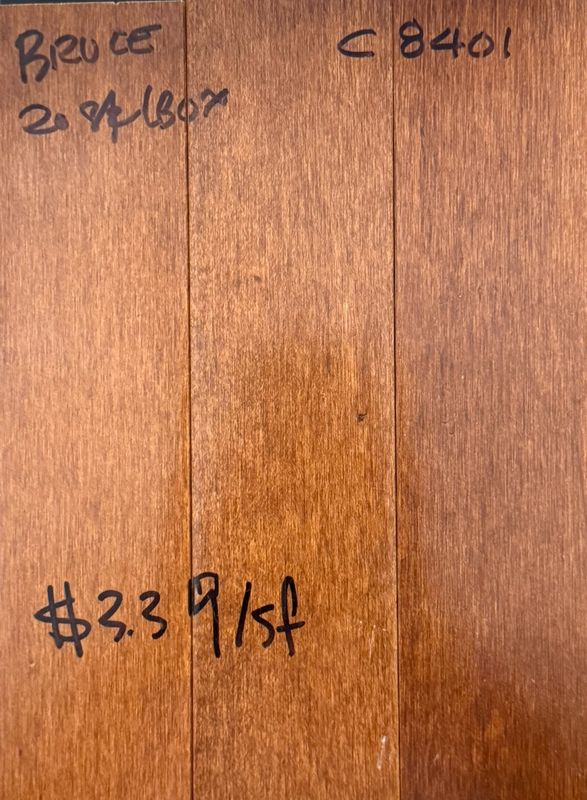 BRUCE C 8401
20 sf/BOX
$3.39/sf